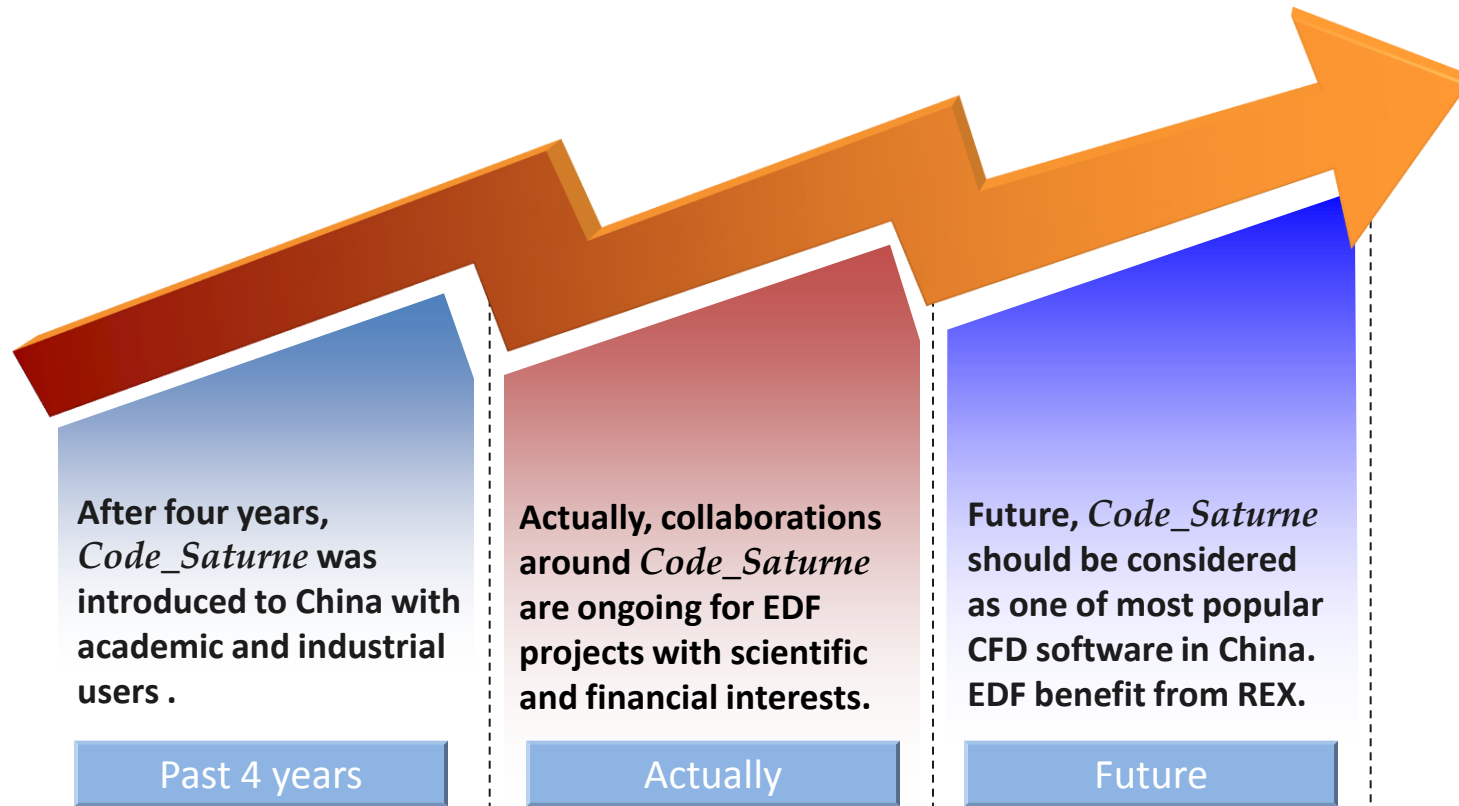 After four years,
Code_Saturne was
introduced to China with
academic and industrial
users .
Past 4 years
Actually, collaborations
around Code_Saturne
are ongoing for EDF
projects with scientific
and financial interests.
Actually
Future, Code_Saturne
should be considered
as one of most popular
CFD software in China.
EDF benefit from REX.
Future